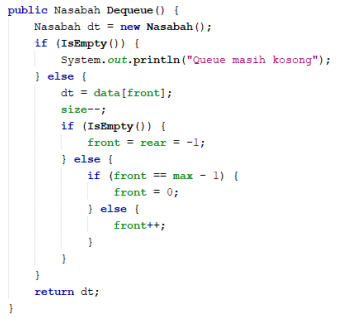 public Nasabah Dequeue() {
    Nasabah dt = new Nasabah();
    if (IsEmpty()) {
        System.out.println("Queue masih kosong");
    } else {
        dt = data[front];
        size--;
        if (IsEmpty()) {
            front = rear = -1;
        } else {
            if (front == max - 1) {
                front = 0;
            } else {
                front++;
            }
        }
    }
    return dt;
}